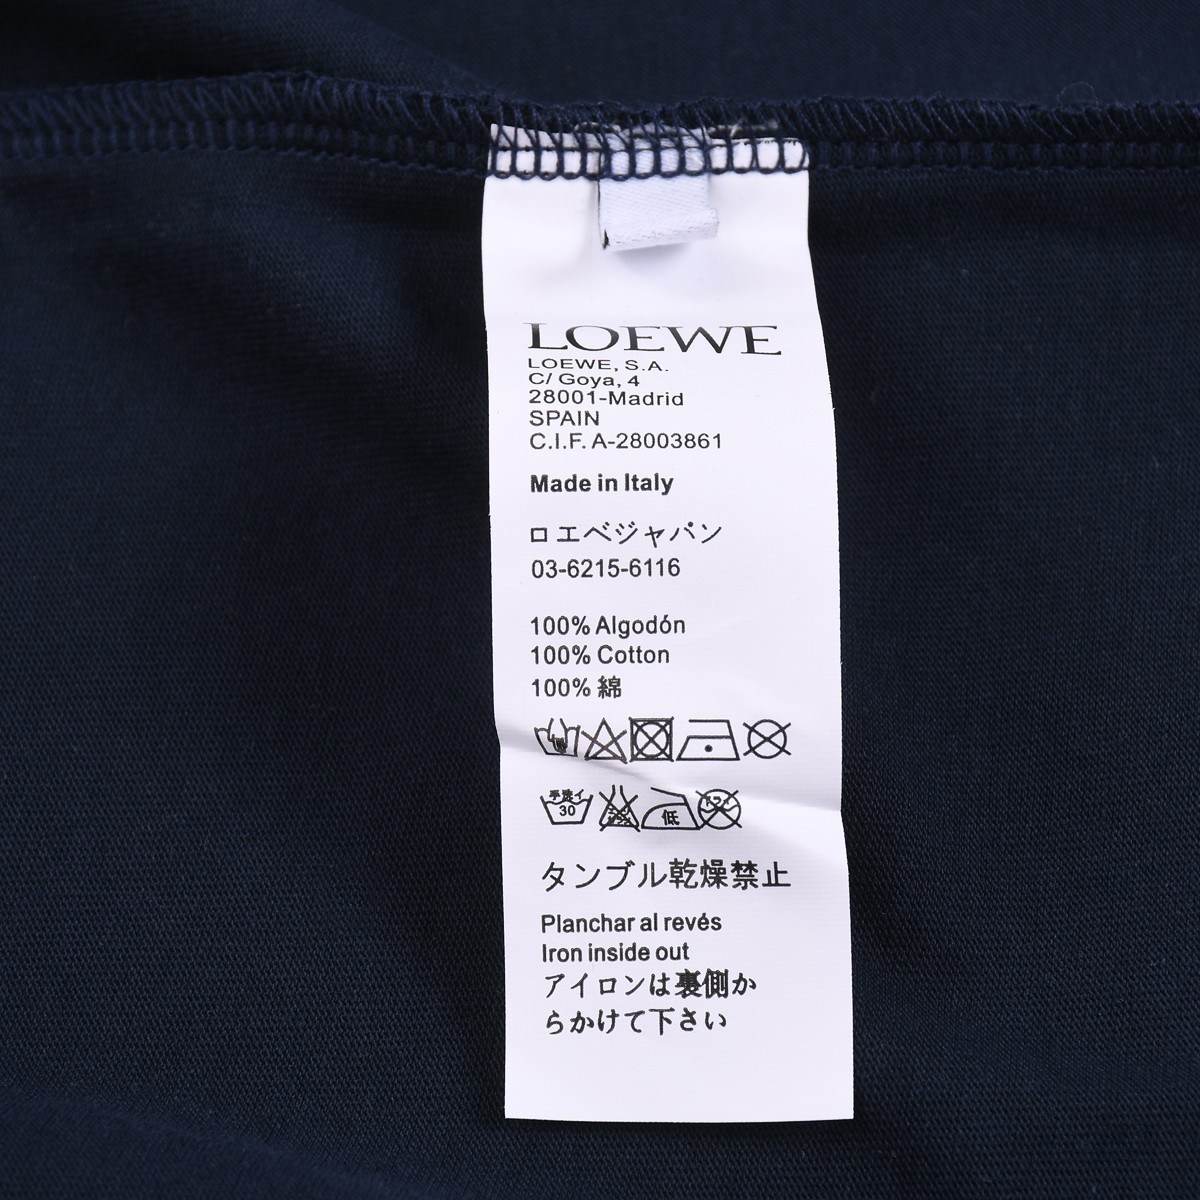 LOEWE
LOEWE, S.A.
C/ Goya, 4
28001-Madrid
SPAIN
C.I.F. A-28003861
Made in Italy
ロエベジャパン
03-6215-6116
100% Algodón
100% Cotton
100% 綿
手洗イ
30
低
タンブル乾燥禁止
Planchar al revés
Iron inside out
アイロンは裏側か
らかけて下さい